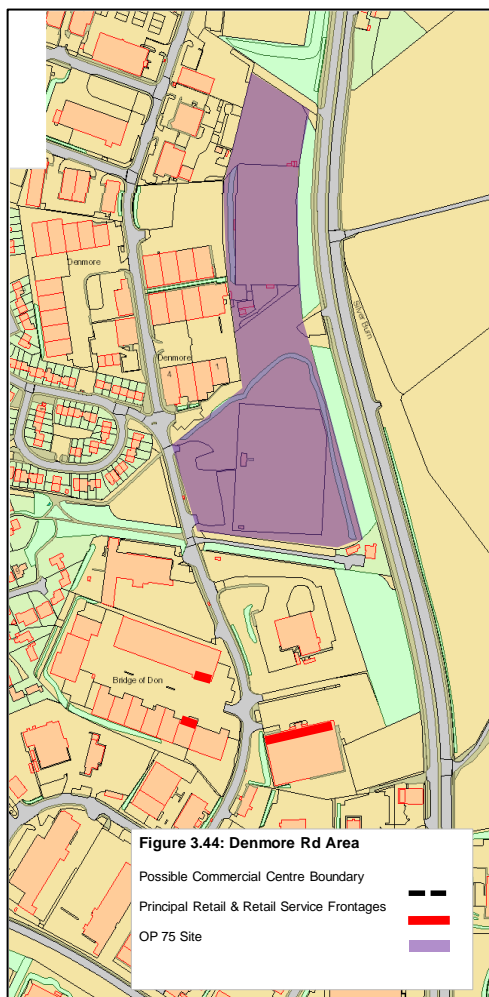 Denmore
Denmore
4 1
Silver Burn
Bridge of Don
Figure 3.44: Denmore Rd Area
Possible Commercial Centre Boundary
Principal Retail & Retail Service Frontages
OP 75 Site